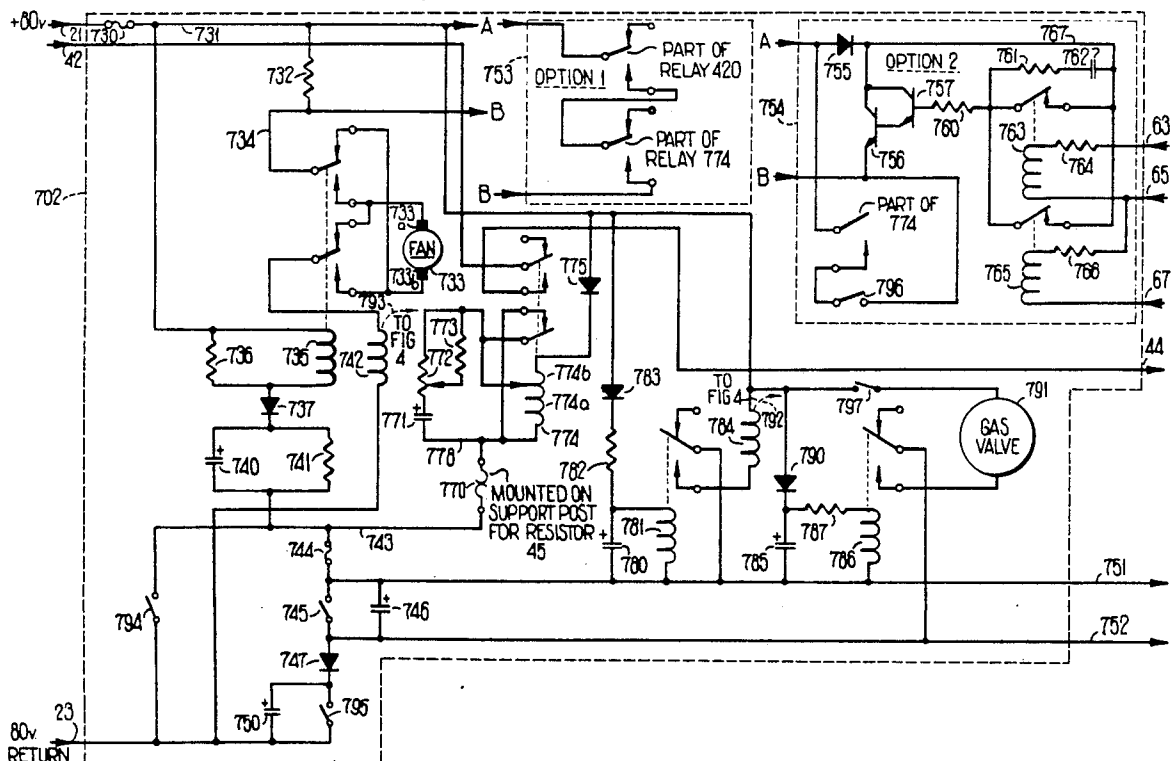 +80v
21
730
731
A
42
732
B
734
702
753
OPTION 1
PART OF
RELAY 420
PART OF
RELAY 774
B
A
755
OPTION 2
767
761
762
757
754
760
756
763
764
63
65
B
PART OF
774
796
765
766
67
733
a
FAN
733
733
b
775
793
TO
FIG
4
773
772
771
774b
774a
774
778
736
735
742
737
740
741
770
MOUNTED ON
SUPPORT POST
FOR RESISTOR
45
783
782
781
780
TO
FIG 4
792
784
790
785
787
786
797
791
GAS
VALVE
44
743
744
745
746
747
750
795
794
751
752
80v.
RETURN
23